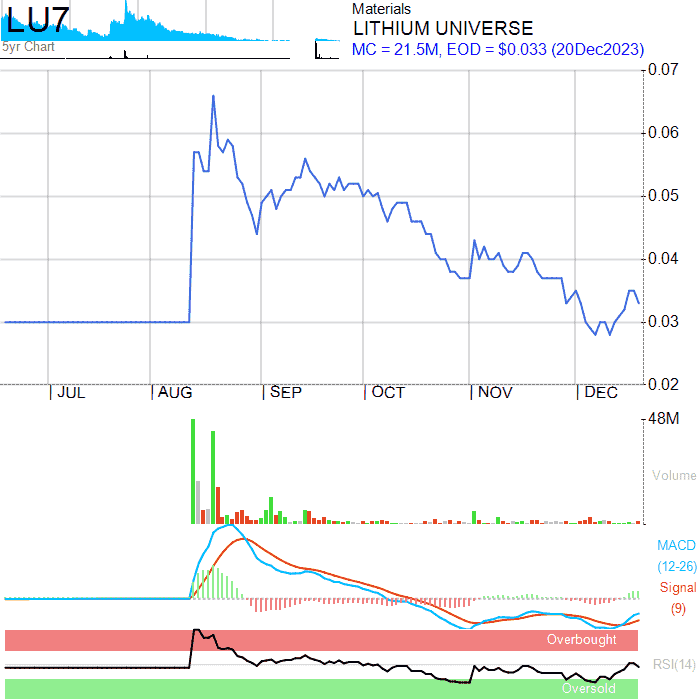 LU7
5yr Chart
Materials
LITHIUM UNIVERSE
MC = 21.5M, EOD = $0.033 (20Dec2023)
0.07
0.06
0.05
0.04
0.03
0.02
JUL
AUG
SEP
OCT
NOV
DEC
48M
Volume
MACD
(12-26)
Signal
(9)
Overbought
RSI(14)
Oversold